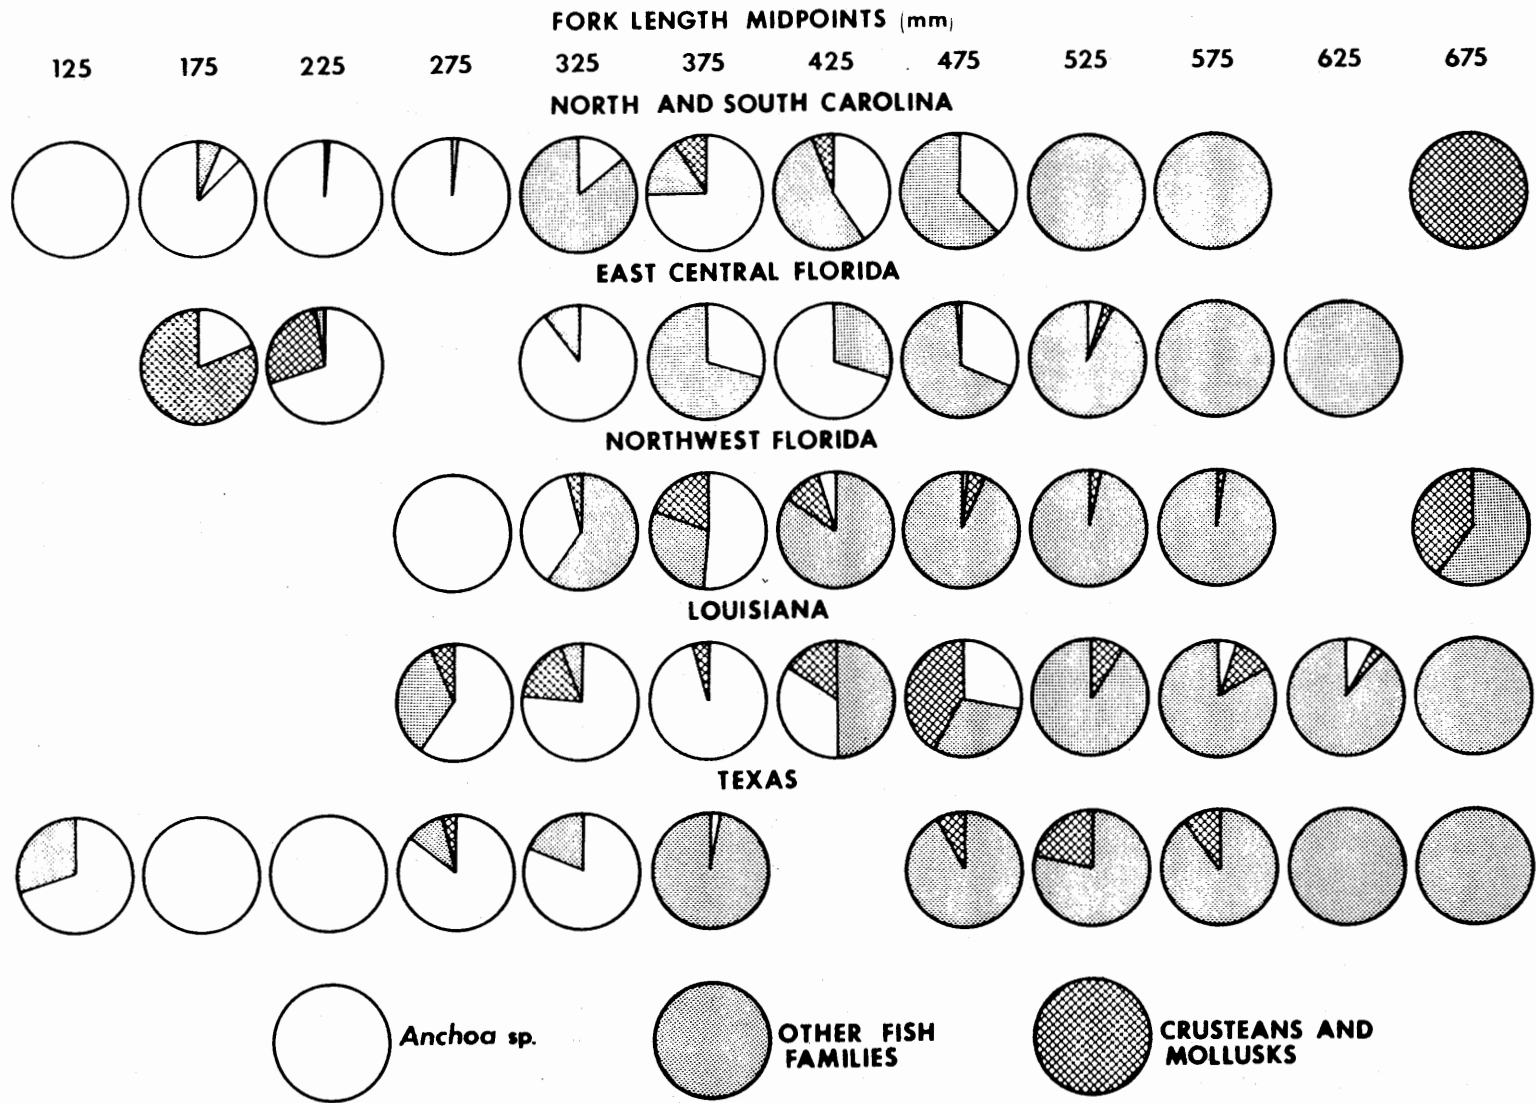 FORK LENGTH MIDPOINTS (mm)
125 175 225 275 325 375 425 475 525 575 625 675
NORTH AND SOUTH CAROLINA
EAST CENTRAL FLORIDA
NORTHWEST FLORIDA
LOUISIANA
TEXAS
Anchoa sp.
OTHER FISH
FAMILIES
CRUSTEANS AND
MOLLUSKS